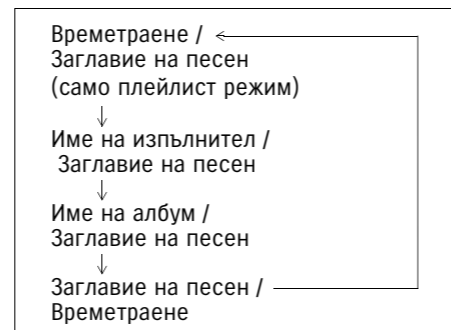 Времетраене /
Заглавие на песен
(само плейлист режим)
Име на изпълнител /
Заглавие на песен
Име на албум /
Заглавие на песен
Заглавие на песен /
Времетраене